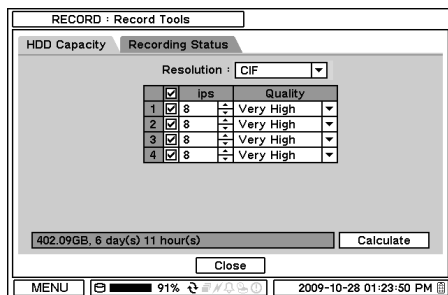 RECORD : Record Tools
HDD Capacity Recording Status
Resolution : CIF
ips Quality
1 8 Very High
2 8 Very High
3 8 Very High
4 8 Very High
402.09GB, 6 day(s) 11 hour(s) Calculate
Close
MENU 91% 2009-10-28 01:23:50 PM